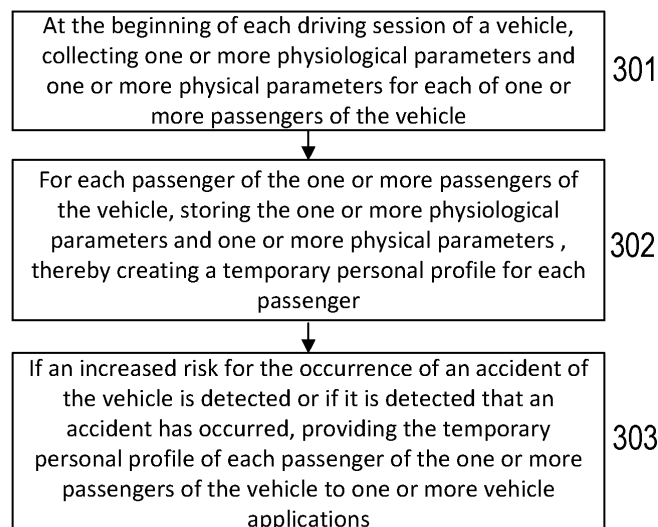 At the beginning of each driving session of a vehicle,
collecting one or more physiological parameters and
one or more physical parameters for each of one or
more passengers of the vehicle
301
For each passenger of the one or more passengers of
the vehicle, storing the one or more physiological
parameters and one or more physical parameters ,
thereby creating a temporary personal profile for each
passenger
302
If an increased risk for the occurrence of an accident of
the vehicle is detected or if it is detected that an
accident has occurred, providing the temporary
personal profile of each passenger of the one or more
passengers of the vehicle to one or more vehicle
applications
303